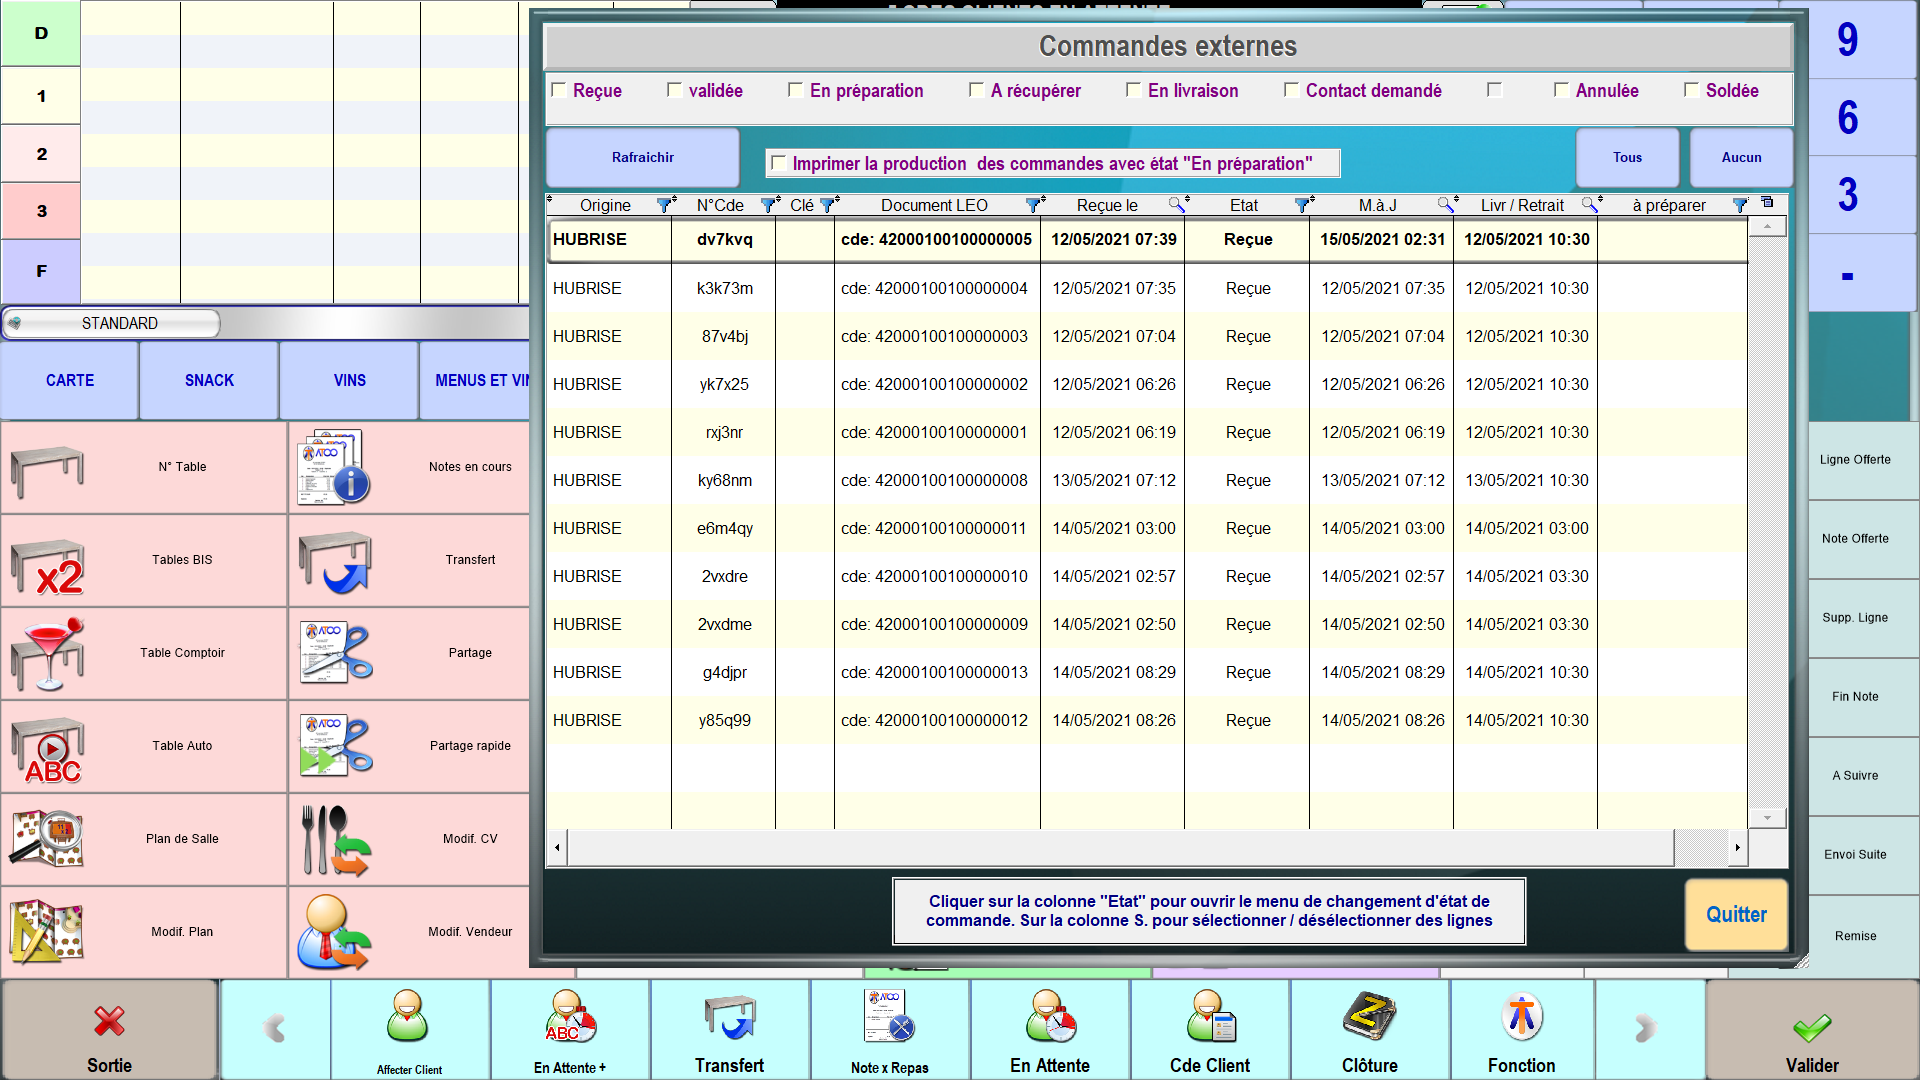 Commandes externes
Reçue validée En préparation A récupérer En livraison Contact demandé Annulée Soldée
Rafraichir
Imprimer la production des commandes avec état "En préparation"
Tous
Aucun
Origine N°Cde Clé Document LEO Reçue le Etat M.à.J Livr / Retrait à préparer
HUBRISE dv7kvq cde: 42000100100000005 12/05/2021 07:39 Reçue 15/05/2021 02:31 12/05/2021 10:30
HUBRISE k3k73m cde: 42000100100000004 12/05/2021 07:35 Reçue 12/05/2021 07:35 12/05/2021 10:30
HUBRISE 87v4bj cde: 42000100100000003 12/05/2021 07:04 Reçue 12/05/2021 07:04 12/05/2021 10:30
HUBRISE yk7x25 cde: 42000100100000002 12/05/2021 06:26 Reçue 12/05/2021 06:26 12/05/2021 10:30
HUBRISE rxj3nr cde: 42000100100000001 12/05/2021 06:19 Reçue 12/05/2021 06:19 12/05/2021 10:30
HUBRISE ky68nm cde: 42000100100000008 13/05/2021 07:12 Reçue 13/05/2021 07:12 13/05/2021 10:30
HUBRISE e6m4qy cde: 42000100100000011 14/05/2021 03:00 Reçue 14/05/2021 03:00 14/05/2021 03:00
HUBRISE 2vxdre cde: 42000100100000010 14/05/2021 02:57 Reçue 14/05/2021 02:57 14/05/2021 03:30
HUBRISE 2vxdme cde: 42000100100000009 14/05/2021 02:50 Reçue 14/05/2021 02:50 14/05/2021 03:30
HUBRISE g4djpr cde: 42000100100000013 14/05/2021 08:29 Reçue 14/05/2021 08:29 14/05/2021 10:30
HUBRISE y85q99 cde: 42000100100000012 14/05/2021 08:26 Reçue 14/05/2021 08:26 14/05/2021 10:30
Cliquer sur la colonne "Etat" pour ouvrir le menu de changement d'état de
commande. Sur la colonne S. pour sélectionner / désélectionner des lignes
Quitter
D
1
2
3
F
STANDARD
CARTE
SNACK
VINS
MENUS ET VI
N° Table
Notes en cours
Tables BIS
x2
Transfert
Table Comptoir
Partage
Table Auto
ABC
Partage rapide
Plan de Salle
Modif. CV
Modif. Plan
Modif. Vendeur
9
6
3
-
Ligne Offerte
Note Offerte
Supp. Ligne
Fin Note
A Suivre
Envoi Suite
Remise
Sortie
Affecter Client
ABC
En Attente +
Transfert
Note x Repas
En Attente
Cde Client
Z
Clôture
Fonction
Valider